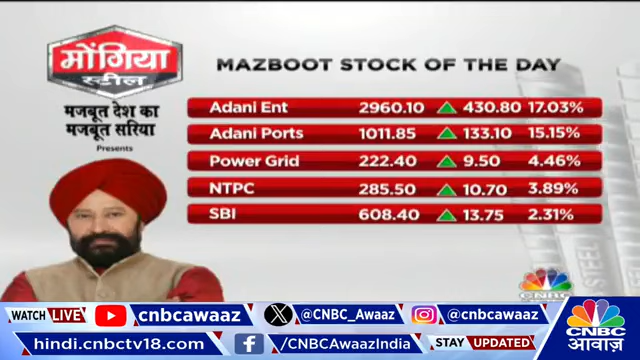 मोंगिया
स्टील
मजबूत देश का
मजबूत सरिया
Presents
MAZBOOT STOCK OF THE DAY
Adani Ent 2960.10 430.80 17.03%
Adani Ports 1011.85 133.10 15.15%
Power Grid 222.40 9.50 4.46%
NTPC 285.50 10.70 3.89%
SBI 608.40 13.75 2.31%
STEEL
CNBC
WATCH LIVE cnbcawaaz @CNBC_Awaaz @cnbcawaaz
hindi.cnbctv18.com @CNBCAwaazIndia STAY UPDATED
CNBC
आवाज़